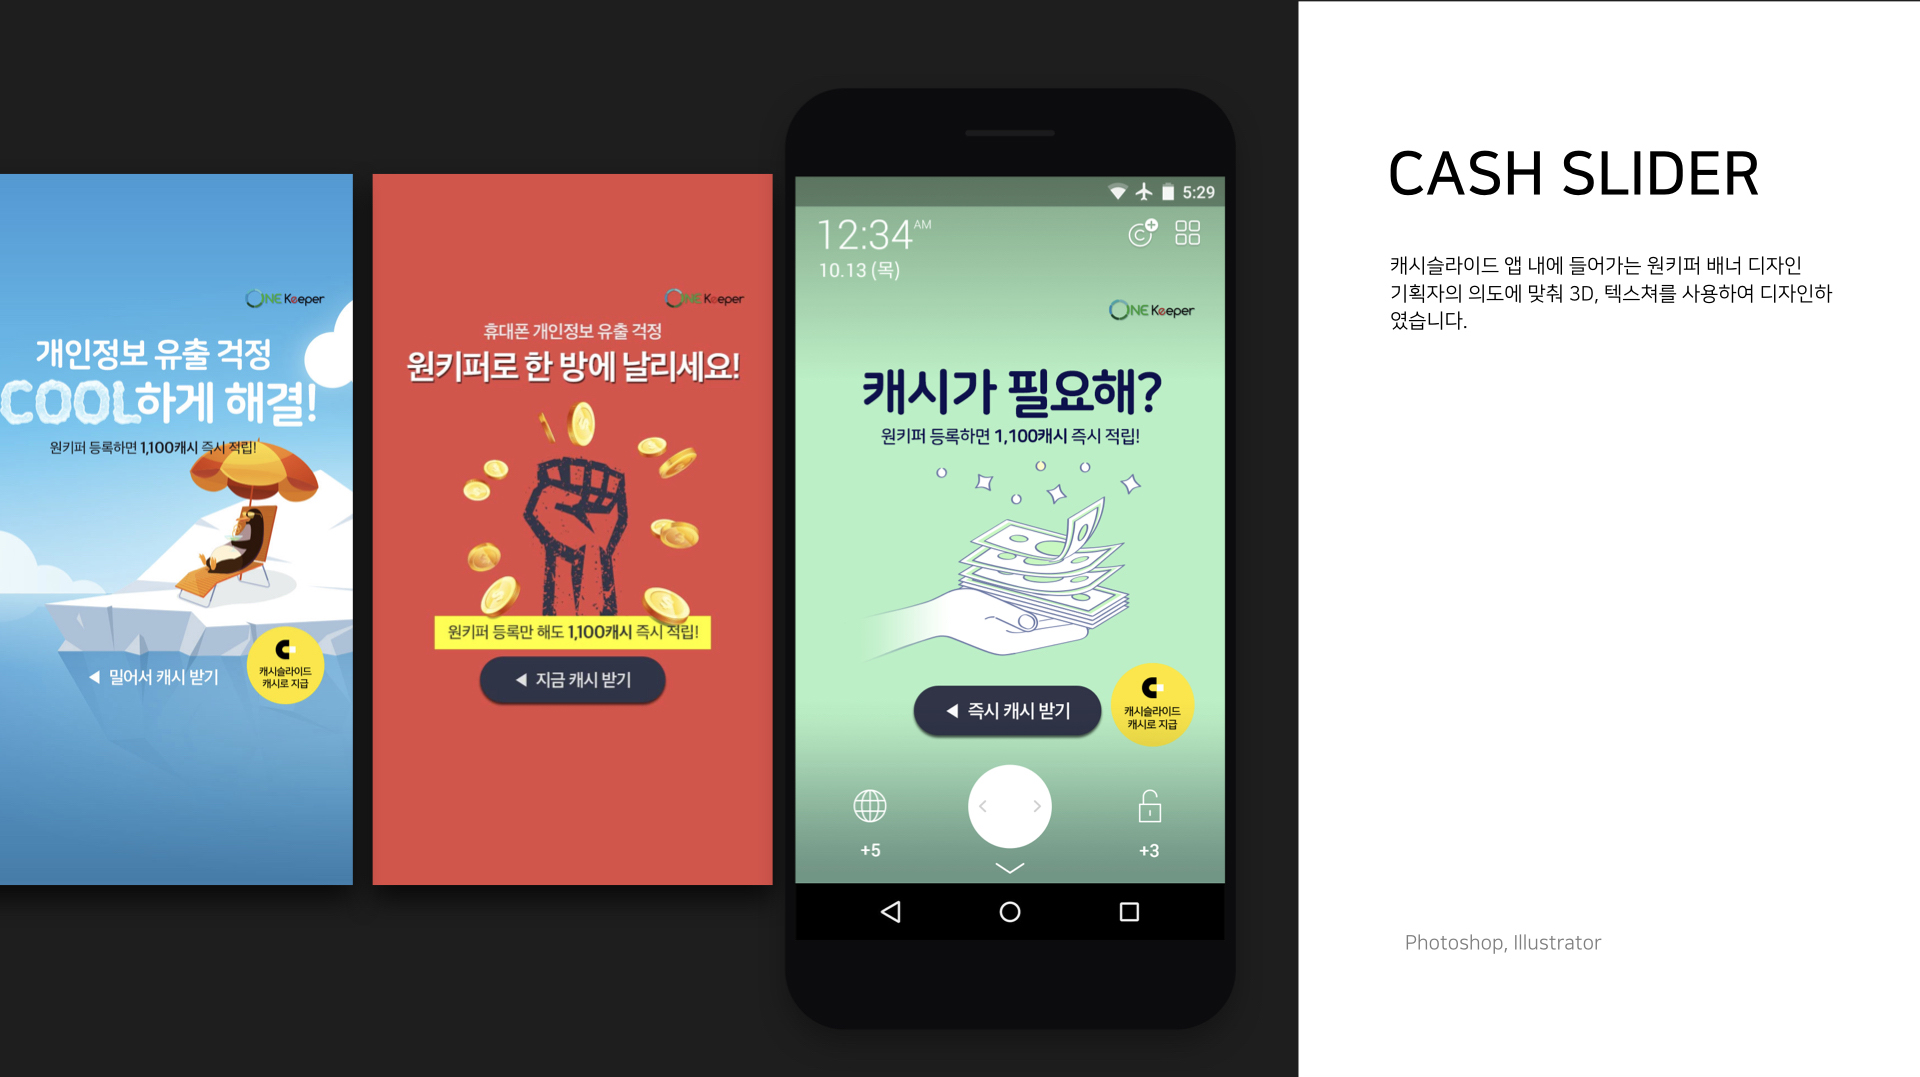 ONE Keeper
개인정보 유출 걱정
COOL하게 해결!
원키퍼 등록하면 1,100캐시 즉시 적립!
◀ 밀어서 캐시 받기
캐시슬라이드
캐시로 지급
ONE Keeper
휴대폰 개인정보 유출 걱정
원키퍼로 한 방에 날리세요!
원키퍼 등록만 해도 1,100캐시 즉시 적립!
◀ 지금 캐시 받기
5:29
12:34 AM
10.13 (목)
ONE Keeper
캐시가 필요해?
원키퍼 등록하면 1,100캐시 즉시 적립!
◀ 즉시 캐시 받기
캐시슬라이드
캐시로 지급
+5
+3
CASH SLIDER
캐시슬라이드 앱 내에 들어가는 원키퍼 배너 디자인
기획자의 의도에 맞춰 3D, 텍스쳐를 사용하여 디자인하
였습니다.
Photoshop, Illustrator